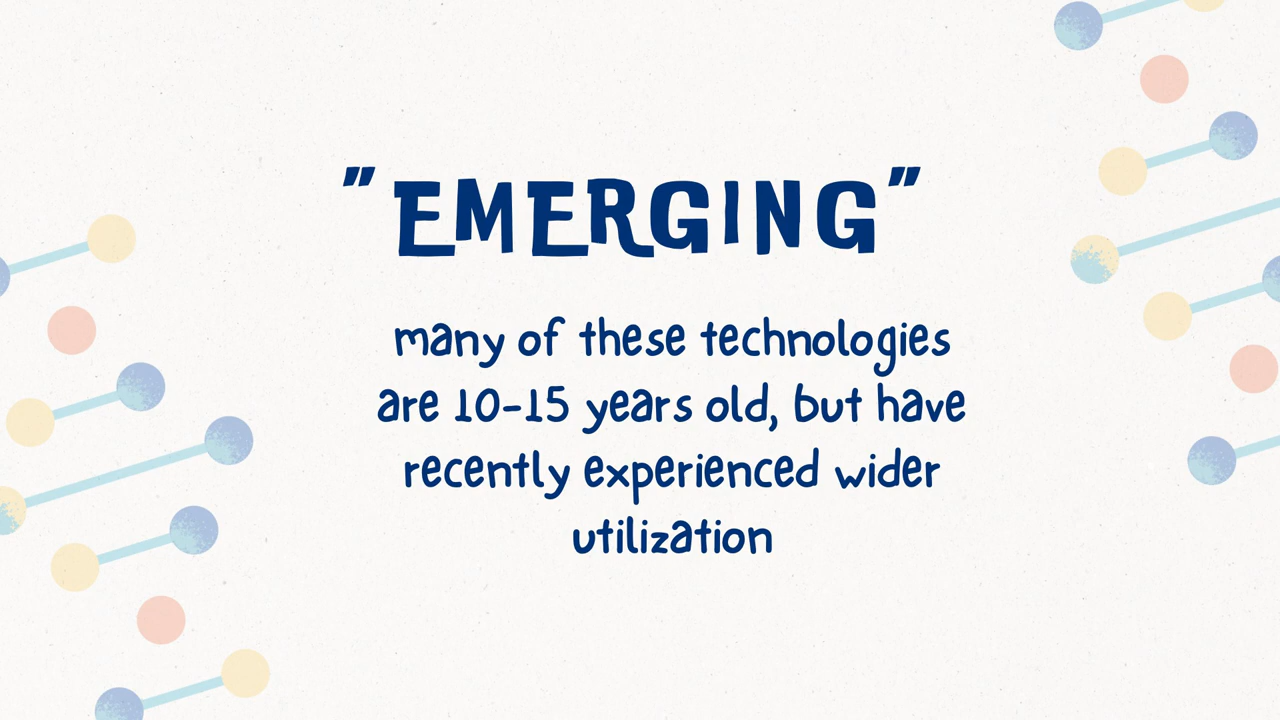 "EMERGING"
many of these technologies
are 10-15 years old, but have
recently experienced wider
utilization